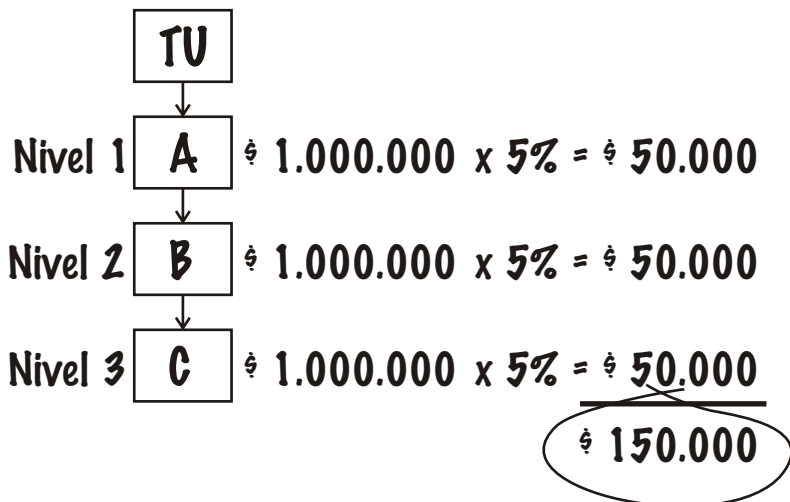 TU
Nivel 1 A $ 1.000.000 x 5% = $ 50.000
Nivel 2 B $ 1.000.000 x 5% = $ 50.000
Nivel 3 C $ 1.000.000 x 5% = $ 50.000
$ 150.000